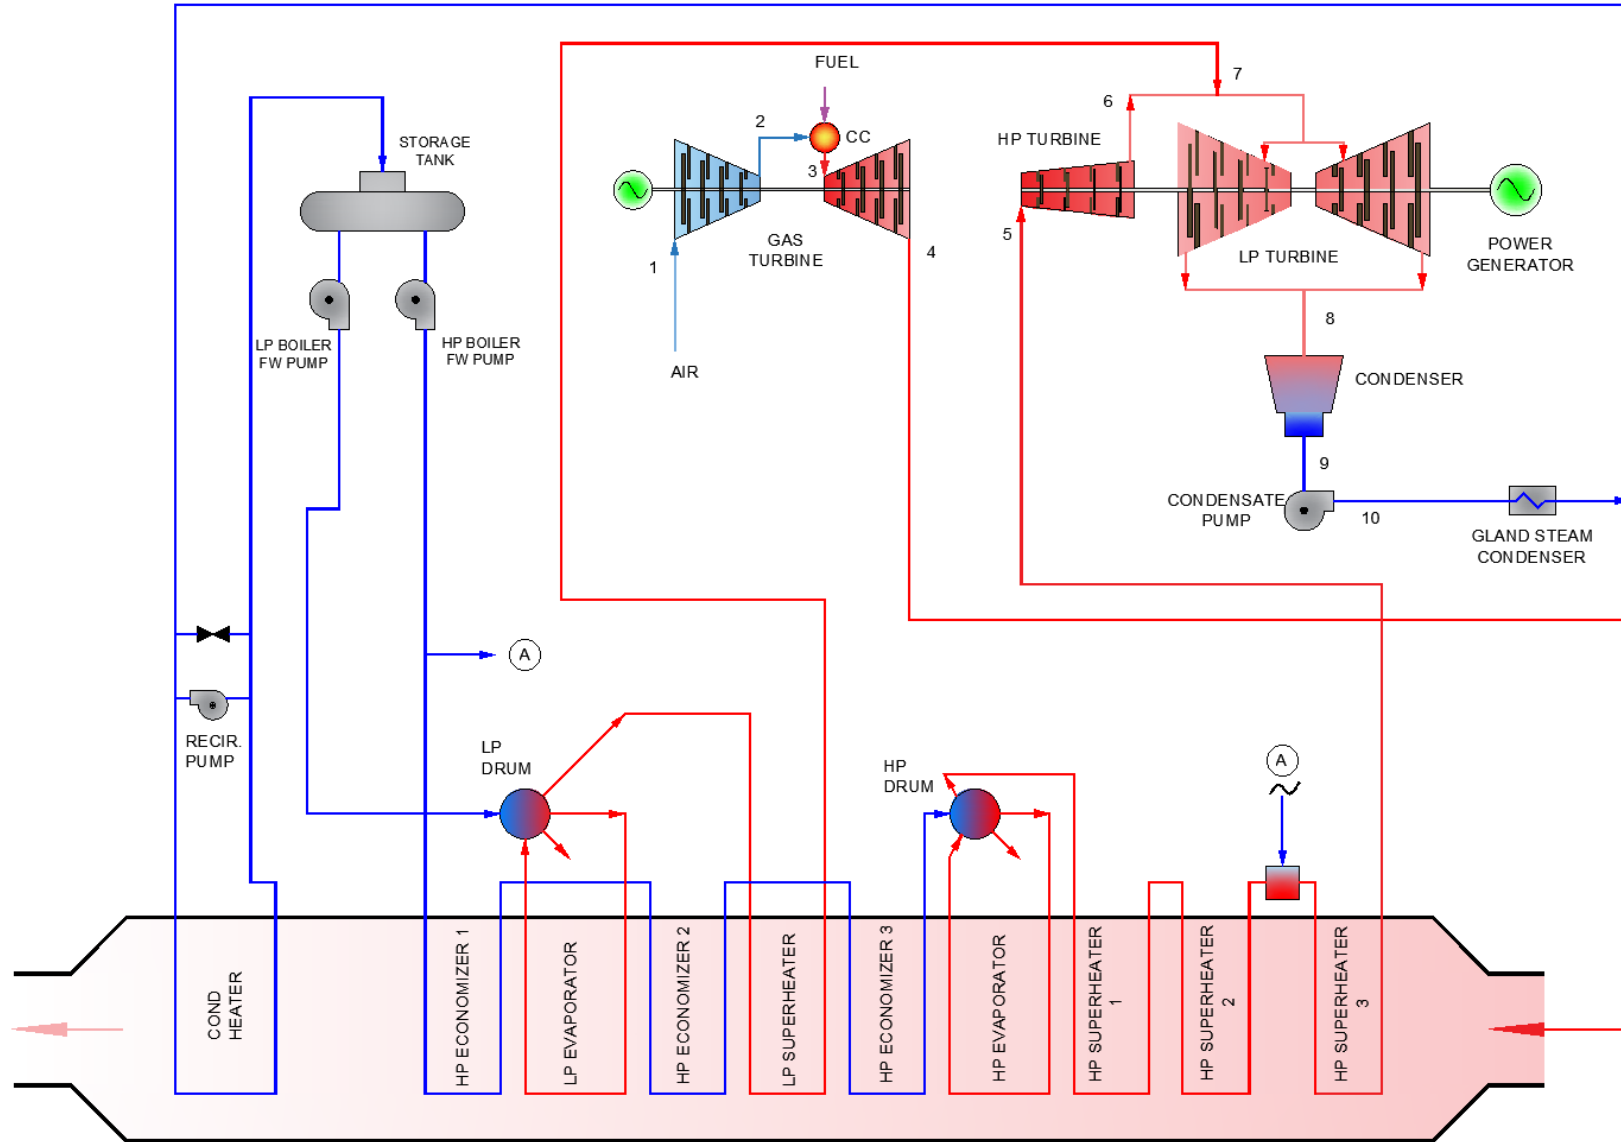 FUEL
7
6
2
CC
HP TURBINE
STORAGE
TANK
3
5
GAS
TURBINE
4
1
LP TURBINE
POWER
GENERATOR
8
LP BOILER
FW PUMP
HP BOILER
FW PUMP
AIR
CONDENSER
9
CONDENSATE
PUMP
10
GLAND STEAM
CONDENSER
A
RECIR.
PUMP
LP
DRUM
HP
DRUM
A
COND
HEATER
HP ECONOMIZER 1
LP EVAPORATOR
HP ECONOMIZER 2
LP SUPERHEATER
HP ECONOMIZER 3
HP EVAPORATOR
HP SUPERHEATER
1
HP SUPERHEATER
2
HP SUPERHEATER
3